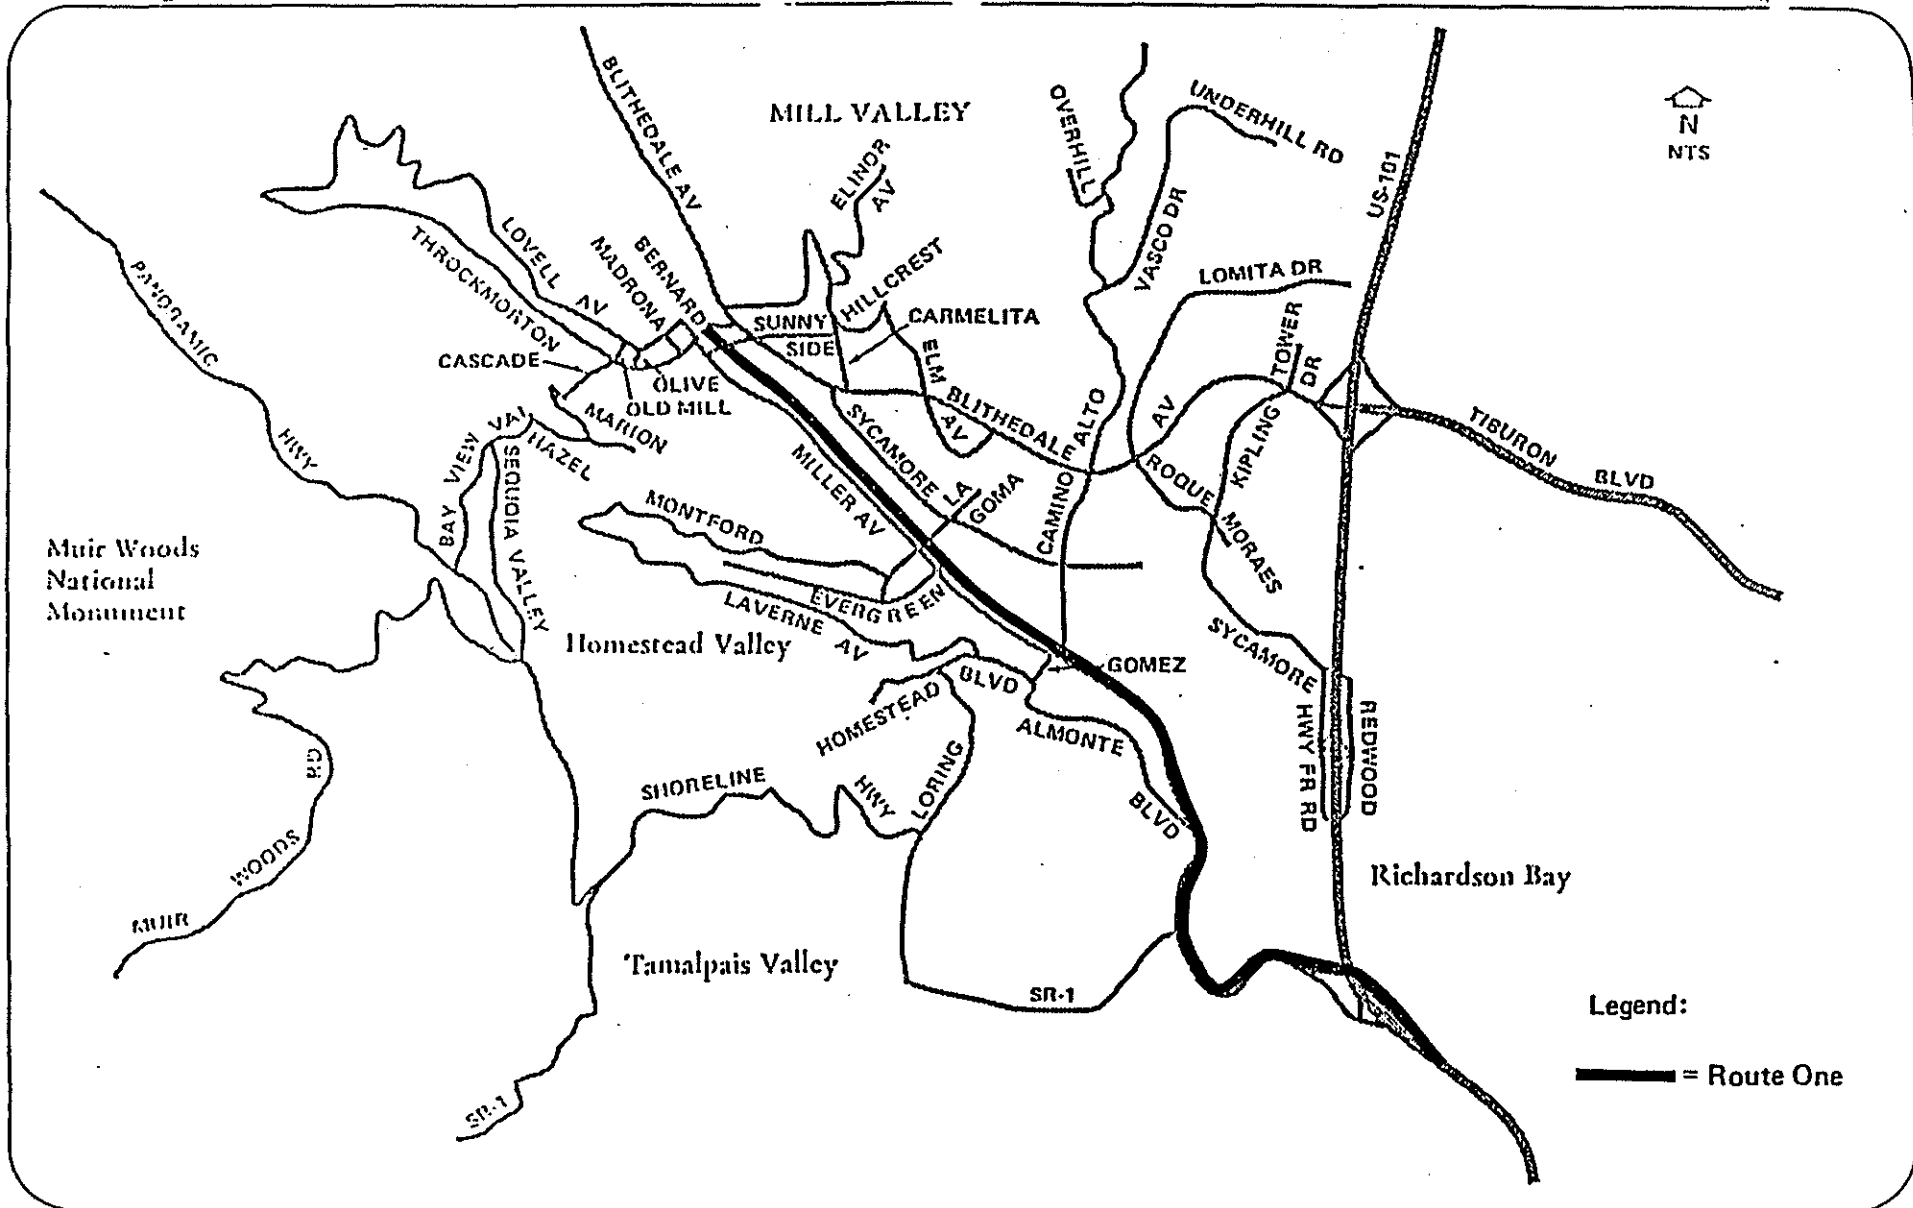 BLITHEDALE AV
MILL VALLEY
OVERHILL
UNDERHILL RD
N
NTS
US-101
ELINOR
AV
VASCO DR
LOMITA DR
PANORAMIC
HWY
THROCKMORTON
LOVELL
AV
MADRONA
BERNARD
SUNNY
SIDE
HILLCREST
CARMELITA
TOWER
DR
CASCADE
OLIVE
OLD MILL
MARION
HAZEL
BAY VIEW
SEQUOIA VALLEY
ELM
AV
BLITHEDALE
AV
CAMINO ALTO
KIPLING
ROQUE
MORAES
TIBURON
BLVD
SYCAMORE
MILLER AV
LA
GOMA
MONTFORD
EVERGREEN
LAVERNE
AV
Muir Woods
National
Monument
Homestead Valley
SYCAMORE
GOMEZ
BLVD
HOMESTEAD
ALMONTE
BLVD
HWY FR RD
REDWOOD
SHORELINE
HWY
LORING
GR
WOODS
MUIR
Richardson Bay
Tamalpais Valley
SR-1
SR-1
Legend:
= Route One